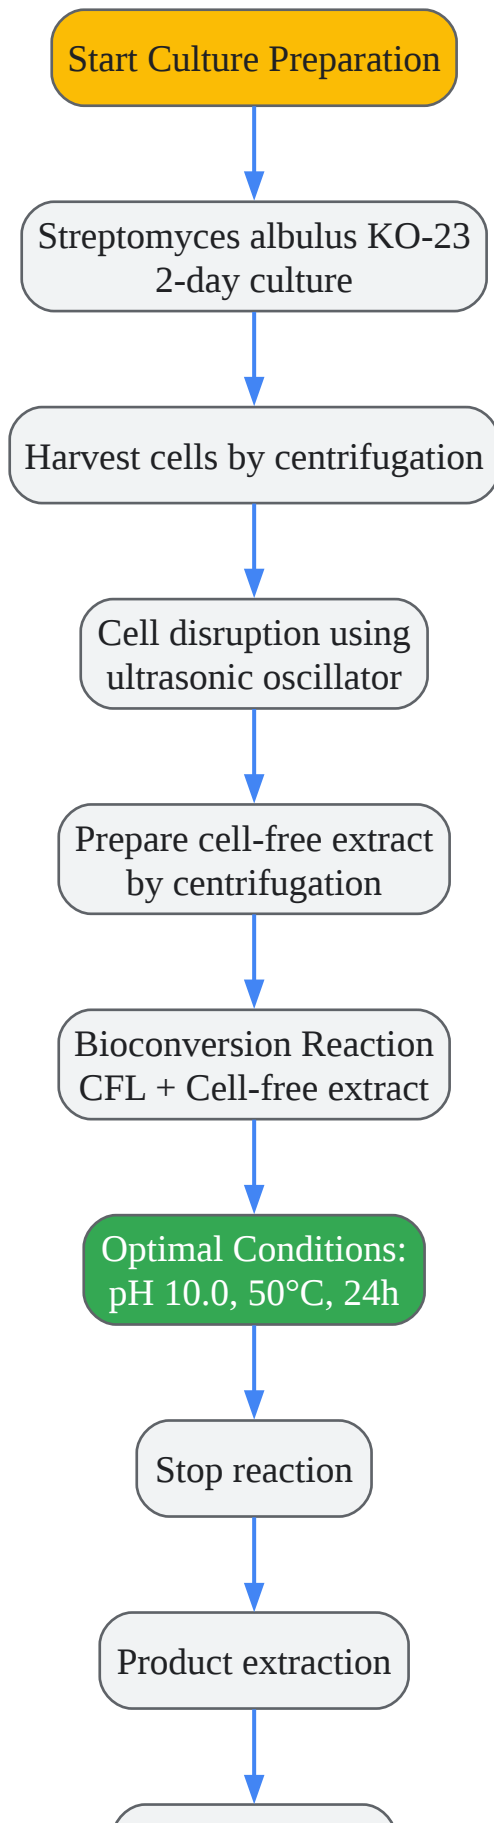 Start Culture Preparation
Streptomyces albulus KO-23
2-day culture
Harvest cells by centrifugation
Cell disruption using
ultrasonic oscillator
Prepare cell-free extract
by centrifugation
Bioconversion Reaction
CFL + Cell-free extract
Optimal Conditions:
pH 10.0, 50°C, 24h
Stop reaction
Product extraction